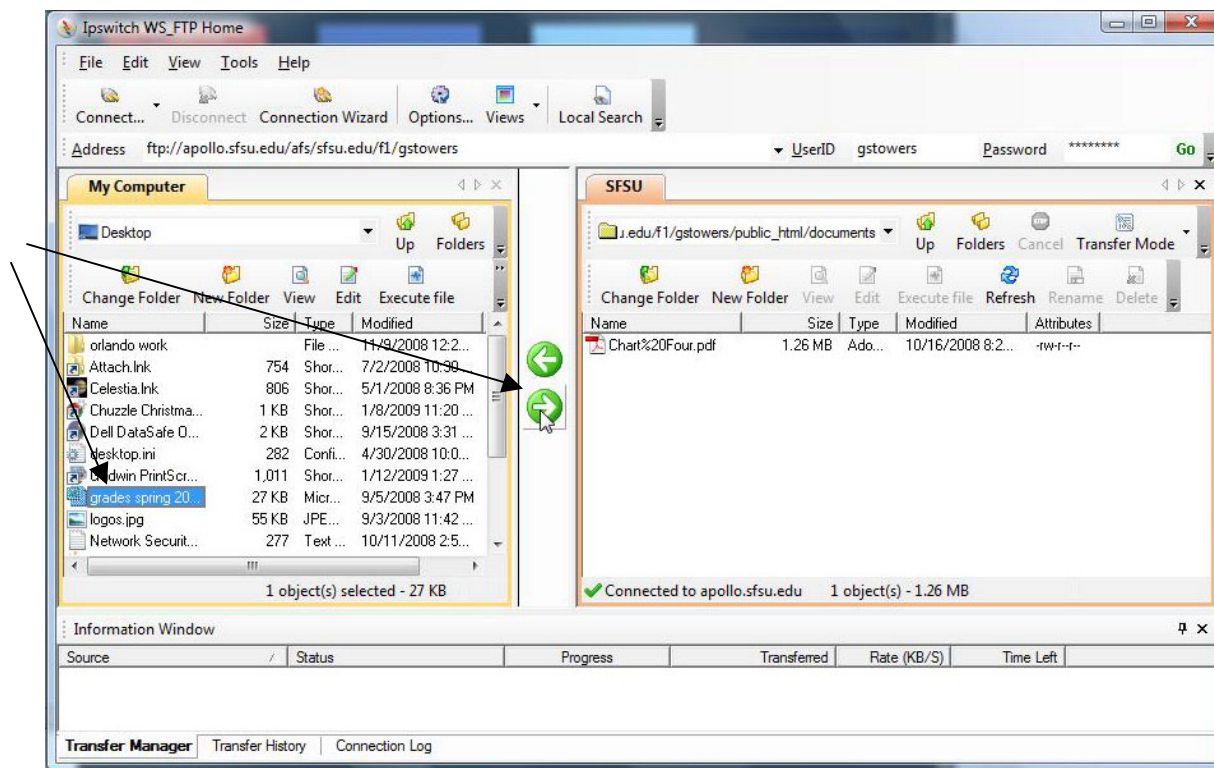 Ipswitch WS_FTP Home
File Edit View Tools Help
Connect... Disconnect Connection Wizard Options... Views Local Search
Address ftp://apollo.sfsu.edu/afs/sfsu.edu/f1/gstowers UserID gstowers Password ******** Go
My Computer
Desktop Up Folders
Change Folder New Folder View Edit Execute file
Name Size Type Modified
orlando work File ... 11/9/2008 12:2...
Attach.lnk 754 Shor... 7/2/2008 10:30 ...
Celestia.lnk 806 Shor... 5/1/2008 8:36 PM
Chuzzle Christma... 1 KB Shor... 1/8/2009 11:20 ...
Dell DataSafe O... 2 KB Shor... 9/15/2008 3:31 ...
desktop.ini 282 Confi... 4/30/2008 10:0...
PrintScr... 1,011 Shor... 1/12/2009 1:27 ...
grades spring 20... 27 KB Micr... 9/5/2008 3:47 PM
logos.jpg 55 KB JPE... 9/3/2008 11:42 ...
Network Securit... 277 Text ... 10/11/2008 2:5...
1 object(s) selected - 27 KB
SFSU
J.edu/f1/gstowers/public_html/documents Up Folders Cancel Transfer Mode
Change Folder New Folder View Edit Execute file Refresh Rename Delete
Name Size Type Modified Attributes
Chart%20Four.pdf 1.26 MB Ado... 10/16/2008 8:2... -rw-r--r--
Connected to apollo.sfsu.edu 1 object(s) - 1.26 MB
Information Window
Source Status Progress Transferred Rate (KB/S) Time Left
Transfer Manager Transfer History Connection Log